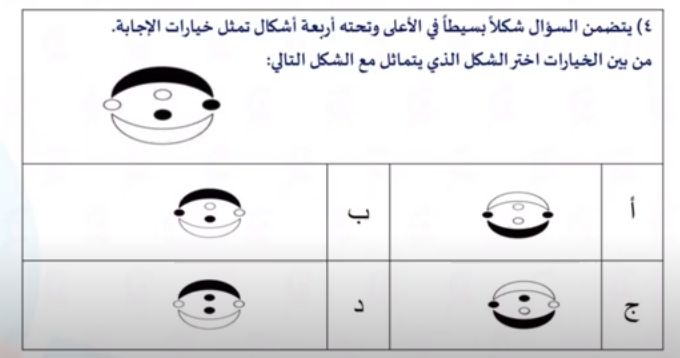 ٤) يتضمن السؤال شكلاً بسيطاً في الأعلى وتحته أربعة أشكال تمثل خيارات الإجابة.
من بين الخيارات اختر الشكل الذي يتماثل مع الشكل التالي:
أ
ب
ج
د